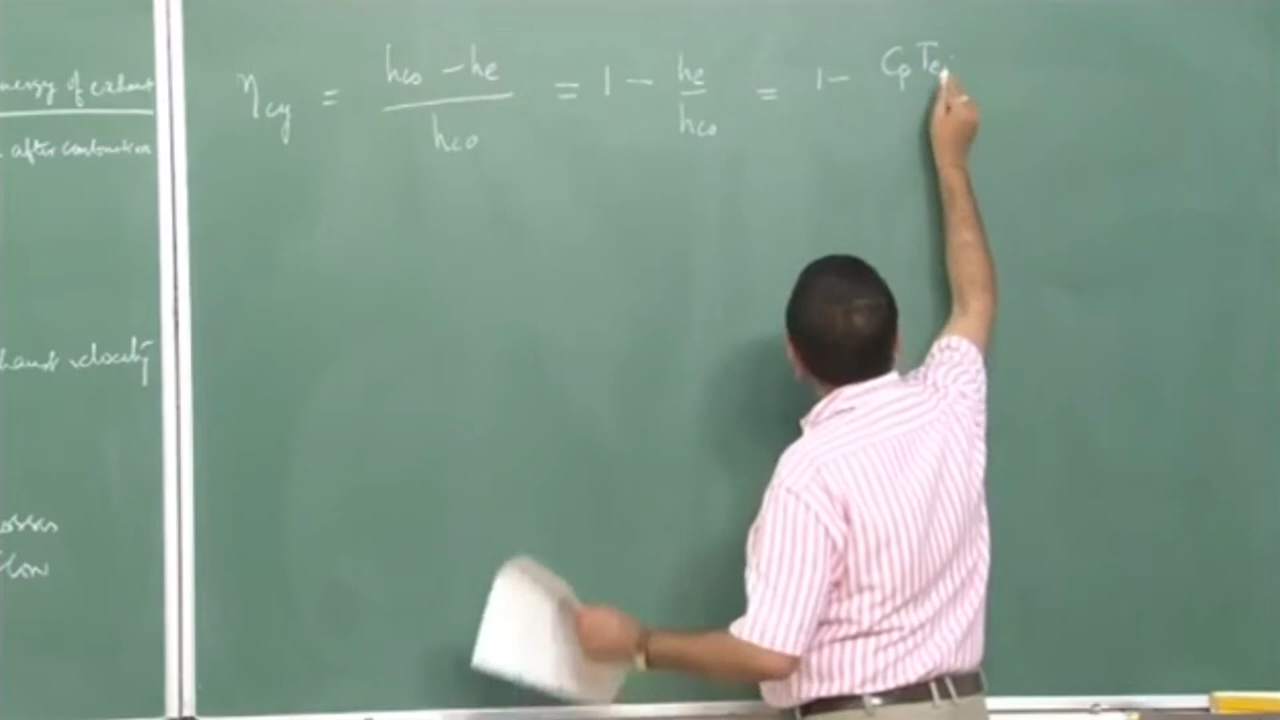 energy of exhaust
after combustion
exhaust velocity
losses
flow
η_cy = (h_co − h_e) / h_co = 1 − h_e / h_co = 1 − C_p T_e